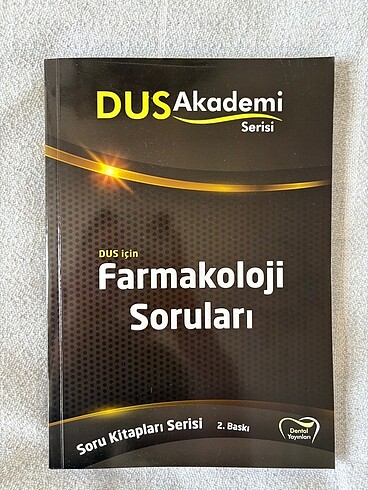 DUS Akademi
Serisi
DUS için
Farmakoloji
Soruları
Soru Kitapları Serisi 2. Baskı
Dental
Yayınları